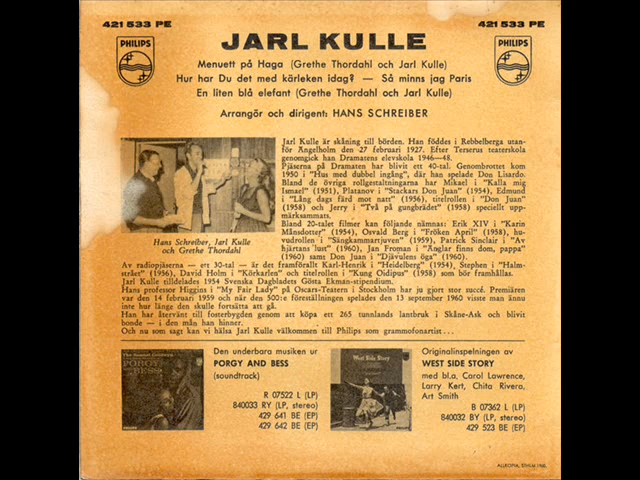 421 533 PE
421 533 PE
PHILIPS
PHILIPS
JARL KULLE
Menuett på Haga (Grethe Thordahl och Jarl Kulle)
Hur har Du det med kärleken idag? — Så minns jag Paris
En liten blå elefant (Grethe Thordahl och Jarl Kulle)
Arrangör och dirigent: HANS SCHREIBER
Jarl Kulle är skåning till börden. Han föddes i Rebbelberga utan-
för Ängelholm den 27 februari 1927. Efter Terserus teaterskola
genomgick han Dramatens elevskola 1946—48.
Pjäserna på Dramaten har blivit ett 40-tal. Genombrottet kom
1950 i "Hus med dubbel ingång", där han spelade Don Lisardo.
Bland de övriga rollgestaltningarna har Mikael i "Kalla mig
Ismael" (1951), Platanov i "Stackars Don Juan" (1954), Edmund
i "Lång dags färd mot natt" (1956), titelrollen i "Don Juan"
(1958) och Jerry i "Två på gungbrädet" (1958) speciellt upp-
märksammats.
Bland 20-talet filmer kan följande nämnas: Erik XIV i "Karin
Månsdotter" (1954), Osvald Berg i "Fröken April" (1958), hu-
vudrollen i "Sängkammartjuven" (1959), Patrick Sinclair i "Av
hjärtans lust" (1960), Jan Froman i "Änglar finns dom, pappa"
(1960) samt Don Juan i "Djävulens öga" (1960).
Hans Schreiber, Jarl Kulle
och Grethe Thordahl
Av radiopjäserna — ett 30-tal — är det framförallt Karl-Henrik i "Heidelberg" (1954), Stephen i "Halm-
strået" (1956), David Holm i "Körkarlen" och titelrollen i "Kung Oidipus" (1958) som bör framhållas.
Jarl Kulle tilldelades 1954 Svenska Dagbladets Gösta Ekman-stipendium.
Hans professor Higgins i "My Fair Lady" på Oscars-Teatern i Stockholm har ju gjort stor succé. Premiären
var den 14 februari 1959 och när den 500:e föreställningen spelades den 13 september 1960 visste man ännu
inte hur länge den skulle fortsätta att gå.
Han har återvänt till fosterbygden genom att köpa ett 265 tunnlands lantbruk i Skåne-Ask och blivit
bonde — i den mån han hinner.
Och nu som sagt kan vi hälsa Jarl Kulle välkommen till Philips som grammofonartist...
PORGY
AND
BESS
Den underbara musiken ur
PORGY AND BESS
(soundtrack)
R 07522 L (LP)
840033 RY (LP, stereo)
429 641 BE (EP)
429 642 BE (EP)
West Side Story
Originalinspelningen av
WEST SIDE STORY
med bl.a. Carol Lawrence,
Larry Kert, Chita Rivera,
Art Smith
B 07362 L (LP)
840032 BY (LP, stereo)
429 523 BE (EP)